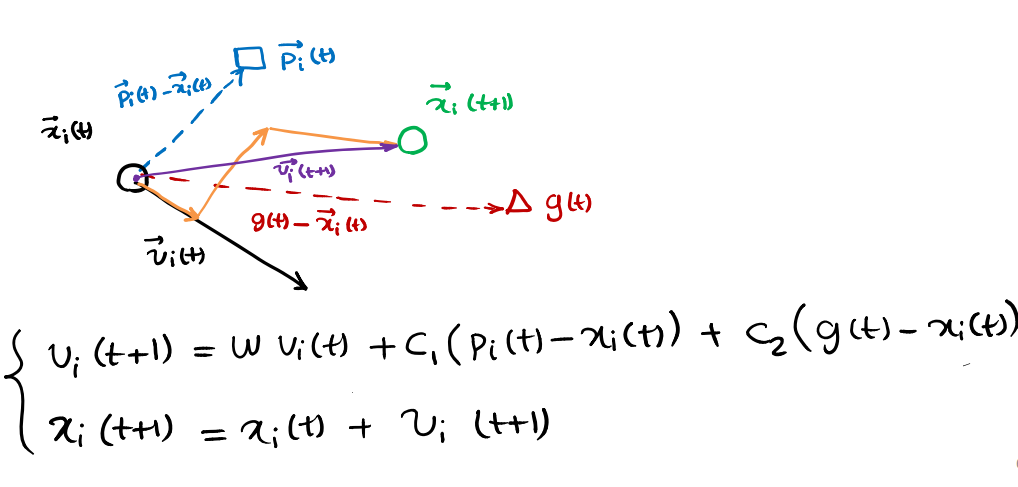 p⃗ᵢ(t)
p⃗ᵢ(t) − x⃗ᵢ(t)
x⃗ᵢ(t+1)
x⃗ᵢ(t)
v⃗ᵢ(t+1)
g(t)
g(t) − x⃗ᵢ(t)
v⃗ᵢ(t)
vᵢ(t+1) = w vᵢ(t) + C₁(pᵢ(t) − xᵢ(t)) + C₂(g(t) − xᵢ(t))
xᵢ(t+1) = xᵢ(t) + vᵢ(t+1)